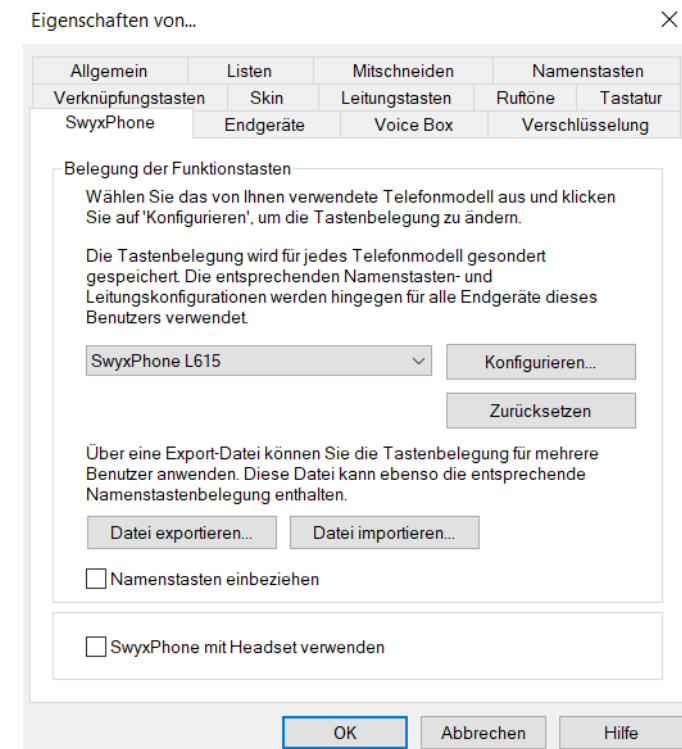 Eigenschaften von...
Allgemein Listen Mitschneiden Namenstasten
Verknüpfungstasten Skin Leitungstasten Ruftöne Tastatur
SwyxPhone Endgeräte Voice Box Verschlüsselung
Belegung der Funktionstasten
Wählen Sie das von Ihnen verwendete Telefonmodell aus und klicken
Sie auf 'Konfigurieren', um die Tastenbelegung zu ändern.
Die Tastenbelegung wird für jedes Telefonmodell gesondert
gespeichert. Die entsprechenden Namenstasten- und
Leitungskonfigurationen werden hingegen für alle Endgeräte dieses
Benutzers verwendet.
SwyxPhone L615 Konfigurieren...
Zurücksetzen
Über eine Export-Datei können Sie die Tastenbelegung für mehrere
Benutzer anwenden. Diese Datei kann ebenso die entsprechende
Namenstastenbelegung enthalten.
Datei exportieren... Datei importieren...
Namenstasten einbeziehen
SwyxPhone mit Headset verwenden
OK Abbrechen Hilfe